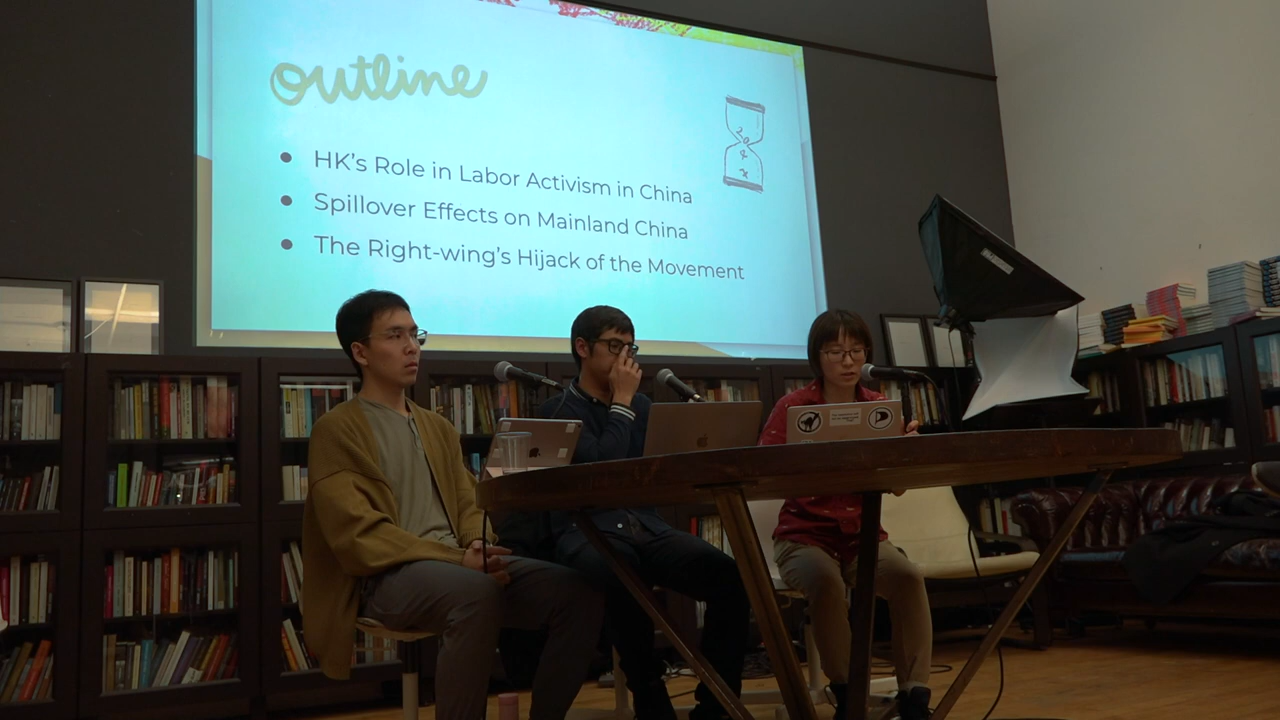 outline
HK's Role in Labor Activism in China
Spillover Effects on Mainland China
The Right-wing's Hijack of the Movement